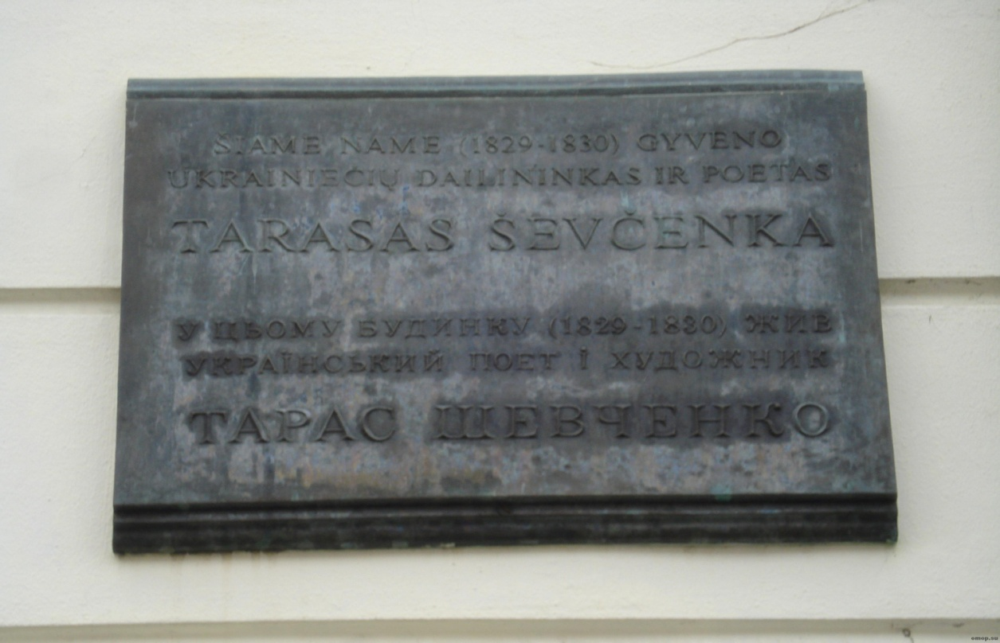 ŠIAME NAME (1829-1830) GYVENO
UKRAINIEČIŲ DAILININKAS IR POETAS
TARASAS ŠEVČENKA
У ЦЬОМУ БУДИНКУ (1829-1830) ЖИВ
УКРАЇНСЬКИЙ ПОЕТ І ХУДОЖНИК
ТАРАС ШЕВЧЕНКО